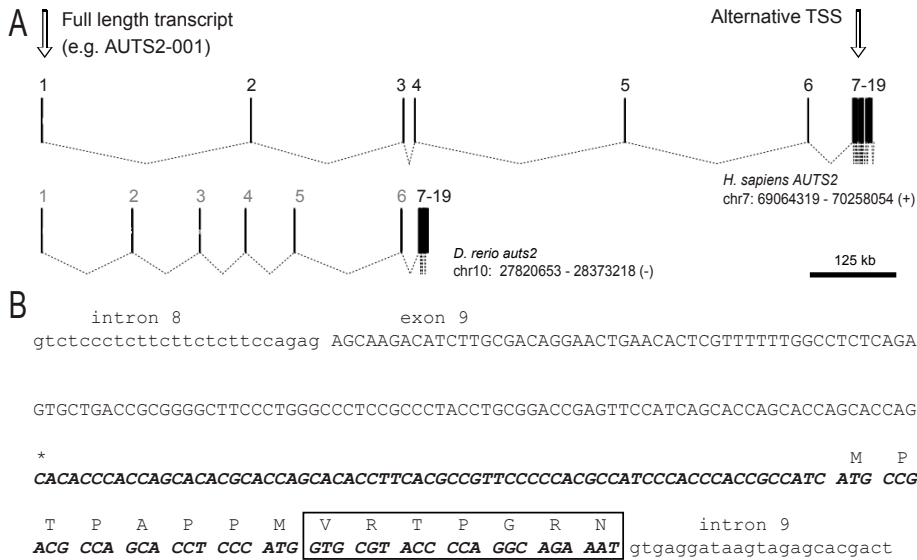 A
Full length transcript
(e.g. AUTS2-001)
Alternative TSS
1 2 3 4 5 6 7-19
H. sapiens AUTS2
chr7: 69064319 - 70258054 (+)
1 2 3 4 5 6 7-19
D. rerio auts2
chr10: 27820653 - 28373218 (-)
125 kb
B
intron 8 exon 9
gtctccctcttcttctcttccagag AGCAAGACATCTTGCGACAGGAACTGAACACTCGTTTTTTGGCCTCTCAGA
GTGCTGACCGCGGGGCTTCCCTGGGCCCTCCGCCCTACCTGCGGACCGAGTTCCATCAGCACCAGCACCAGCACCAG
* M P
CACACCCACCAGCACACGCACCAGCACACCTTCACGCCGTTCCCCCACGCCATCCCACCCACCGCCATC ATG CCG
T P A P P M V R T P G R N
ACG CCA GCA CCT CCC ATG GTG CGT ACC CCA GGC AGA AAT gtgaggataagtagagcacgact
intron 9